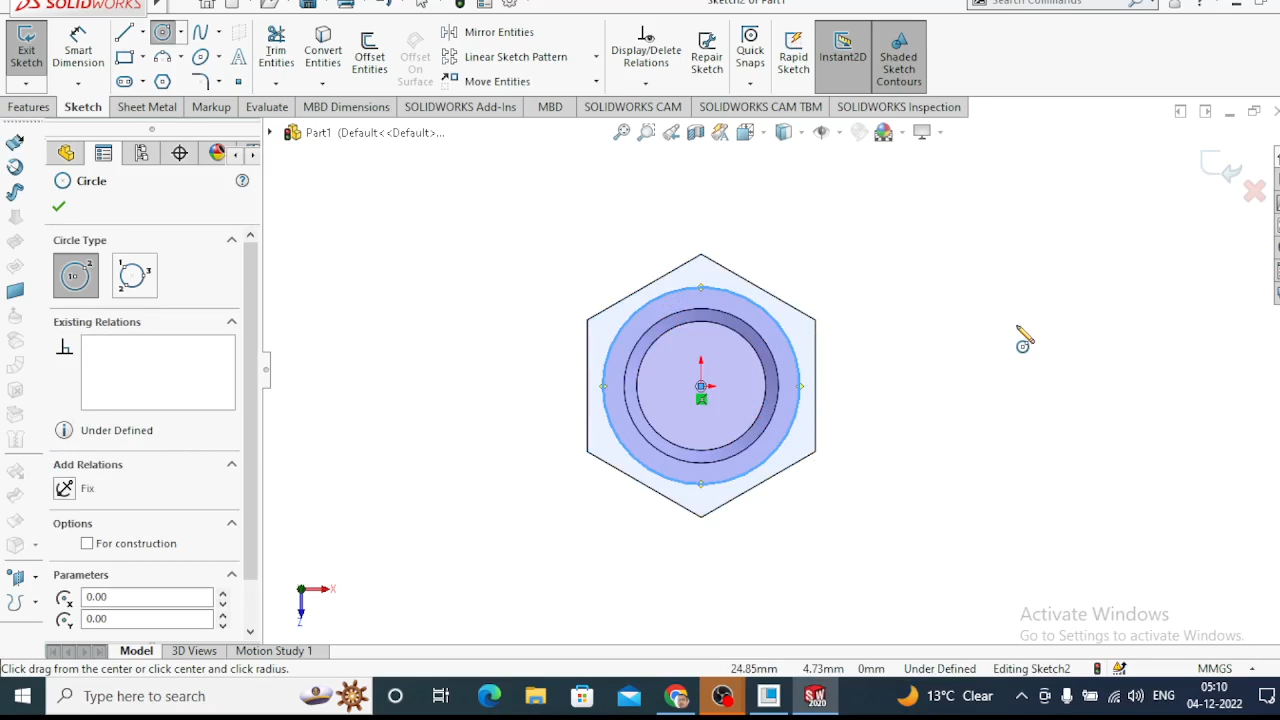 SOLIDWORKS
Sketch2 of Part1
Search Commands
Exit Sketch
Smart Dimension
Trim Entities
Convert Entities
Offset Entities
Offset On Surface
Mirror Entities
Linear Sketch Pattern
Move Entities
Display/Delete Relations
Repair Sketch
Quick Snaps
Rapid Sketch
Instant2D
Shaded Sketch Contours
Features Sketch Sheet Metal Markup Evaluate MBD Dimensions SOLIDWORKS Add-Ins MBD SOLIDWORKS CAM SOLIDWORKS CAM TBM SOLIDWORKS Inspection
Part1 (Default<<Default>...
Circle
Circle Type
Existing Relations
Under Defined
Add Relations
Fix
Options
For construction
Parameters
0.00
0.00
X
Z
Activate Windows
Go to Settings to activate Windows.
Model 3D Views Motion Study 1
Click drag from the center or click center and click radius. 24.85mm 4.73mm 0mm Under Defined Editing Sketch2 MMGS
Type here to search
13°C Clear
ENG
05:10
04-12-2022